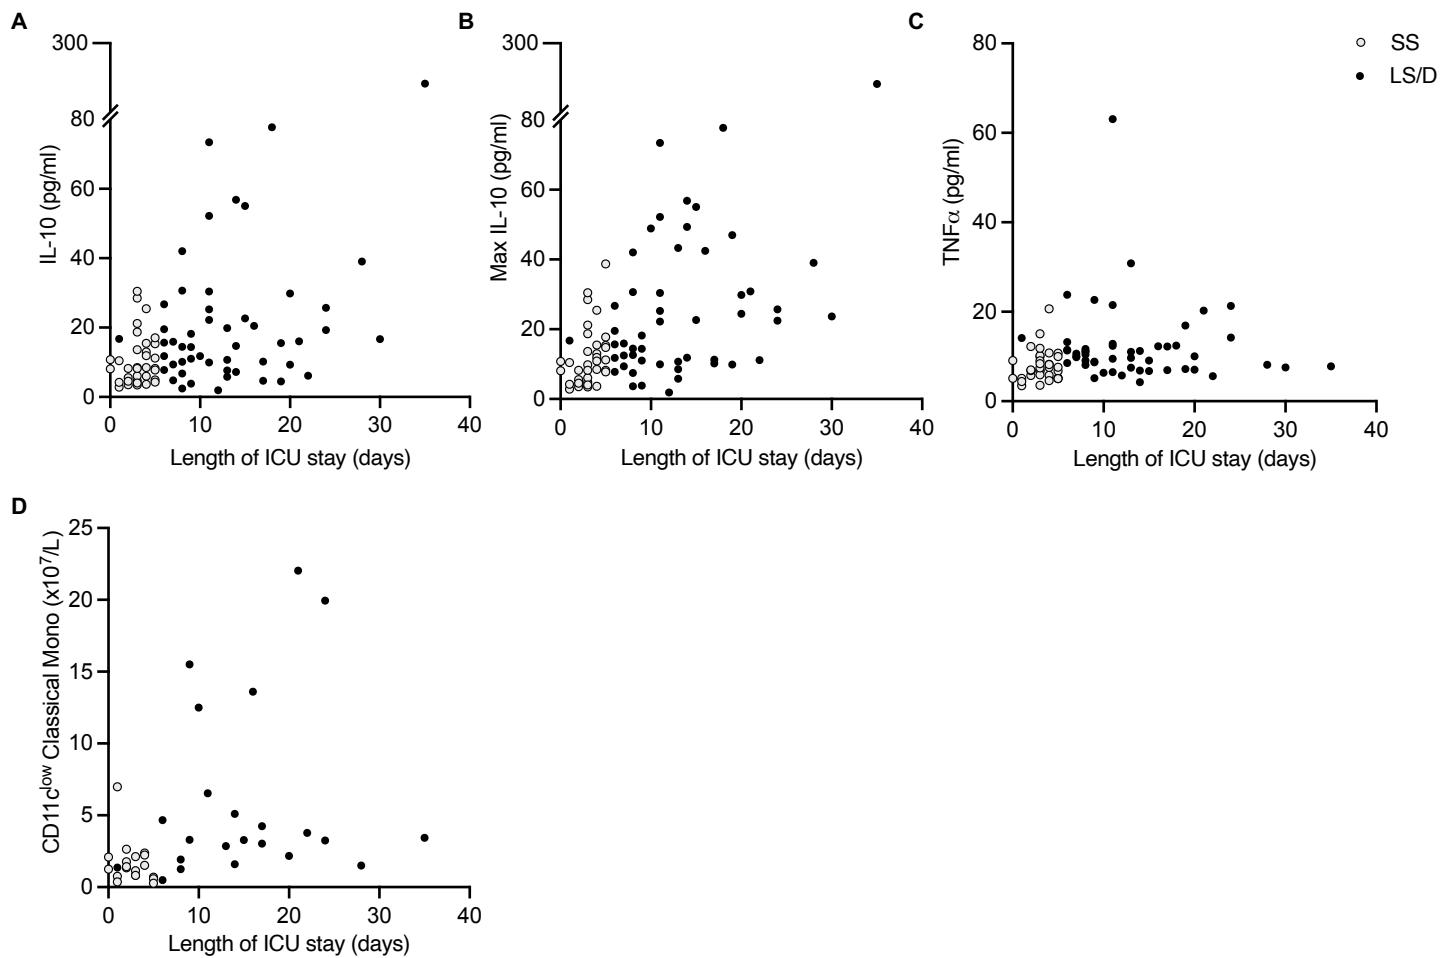 A
B
C
300
80
60
40
20
0
IL-10 (pg/ml)
0 10 20 30 40
Length of ICU stay (days)
300
80
60
40
20
0
Max IL-10 (pg/ml)
0 10 20 30 40
Length of ICU stay (days)
80
60
40
20
0
TNFα (pg/ml)
0 10 20 30 40
Length of ICU stay (days)
SS
LS/D
D
25
20
15
10
5
0
CD11c^low Classical Mono (x10^7/L)
0 10 20 30 40
Length of ICU stay (days)